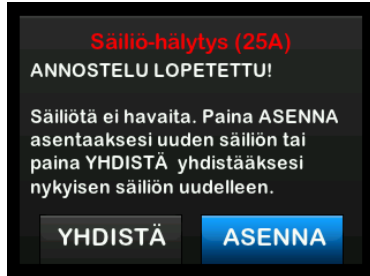 Säiliö-hälytys (25A)
ANNOSTELU LOPETETTU!
Säiliötä ei havaita. Paina ASENNA
asentaaksesi uuden säiliön tai
paina YHDISTÄ yhdistääksesi
nykyisen säiliön uudelleen.
YHDISTÄ
ASENNA